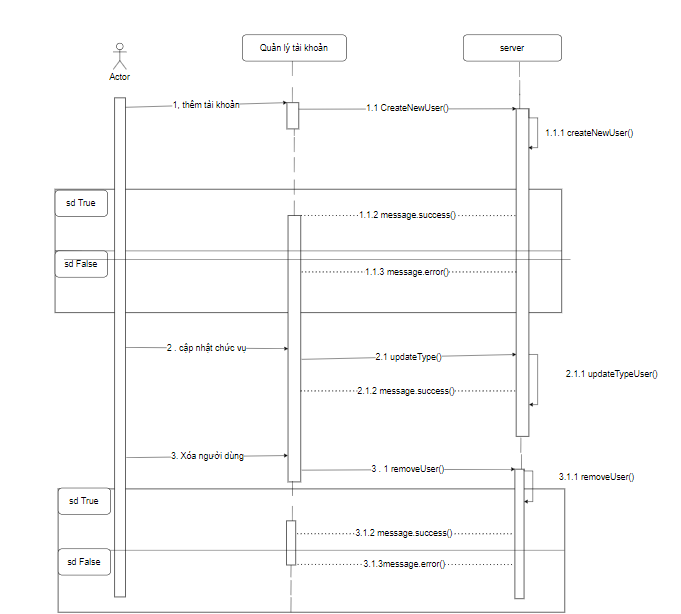 Quản lý tài khoản
server
Actor
1, thêm tài khoản
1.1 CreateNewUser()
1.1.1 createNewUser()
sd True
1.1.2 message.success()
sd False
1.1.3 message.error()
2 . cập nhật chức vụ
2.1 updateType()
2.1.1 updateTypeUser()
2.1.2 message.success()
3. Xóa người dùng
3 . 1 removeUser()
3.1.1 removeUser()
sd True
3.1.2 message.success()
sd False
3.1.3message.error()